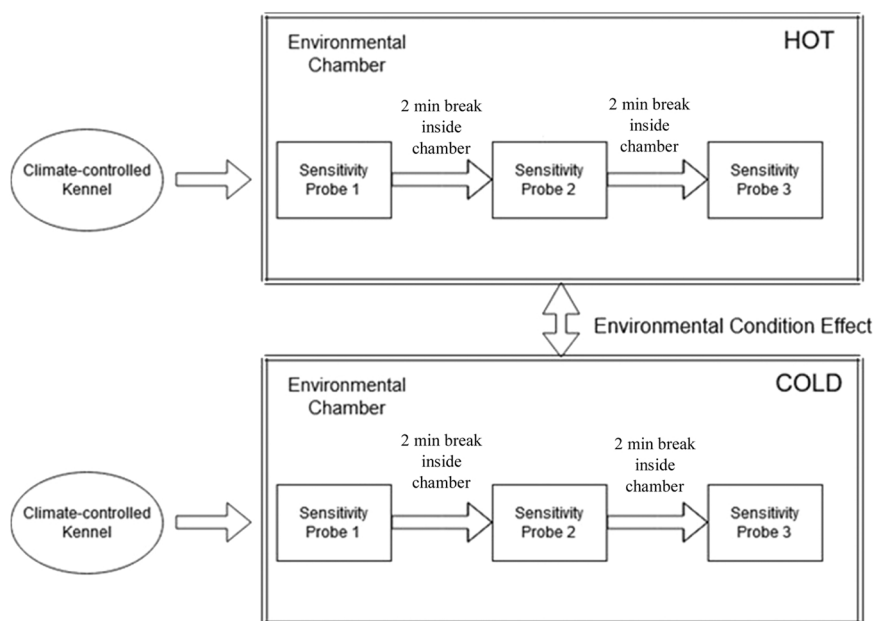 HOT
Environmental
Chamber
2 min break
inside
chamber
2 min break
inside
chamber
Climate-controlled
Kennel
Sensitivity
Probe 1
Sensitivity
Probe 2
Sensitivity
Probe 3
Environmental Condition Effect
COLD
Environmental
Chamber
2 min break
inside
chamber
2 min break
inside
chamber
Climate-controlled
Kennel
Sensitivity
Probe 1
Sensitivity
Probe 2
Sensitivity
Probe 3